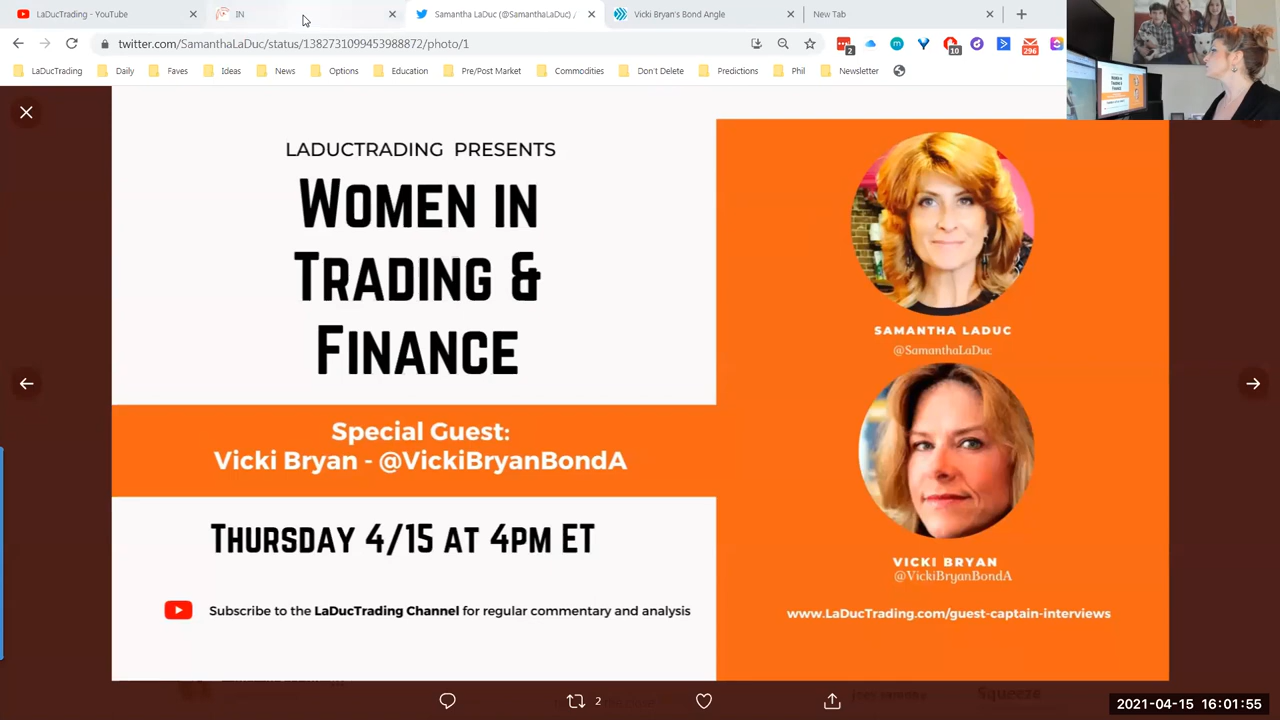 LaDucTrading - YouTube
IN
Samantha LaDuc (@SamanthaLaDuc) /
Vicki Bryan's Bond Angle
New Tab
twitter.com/SamanthaLaduc/status/1382731099453988872/photo/1
2
10
296
LaDucTrading
Daily
Faves
Ideas
News
Options
Education
Pre/Post Market
Commodities
Don't Delete
Predictions
Phil
Newsletter
LADUCTRADING PRESENTS
WOMEN IN
TRADING &
FINANCE
Special Guest:
Vicki Bryan - @VickiBryanBondA
THURSDAY 4/15 AT 4PM ET
Subscribe to the LaDucTrading Channel for regular commentary and analysis
SAMANTHA LADUC
@SamanthaLaDuc
VICKI BRYAN
@VickiBryanBondA
www.LaDucTrading.com/guest-captain-interviews
2
Squeeze
2021-04-15 16:01:55